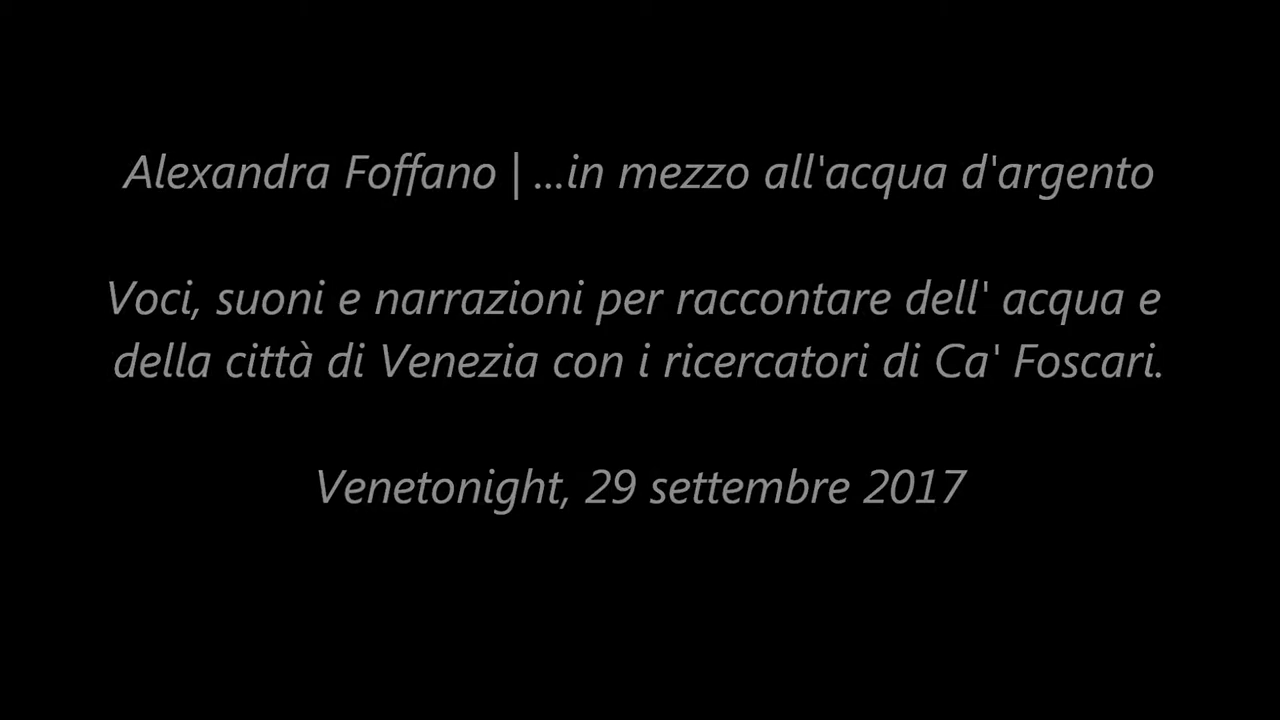 Alexandra Foffano | ...in mezzo all'acqua d'argento
Voci, suoni e narrazioni per raccontare dell' acqua e
della città di Venezia con i ricercatori di Ca' Foscari.
Venetonight, 29 settembre 2017